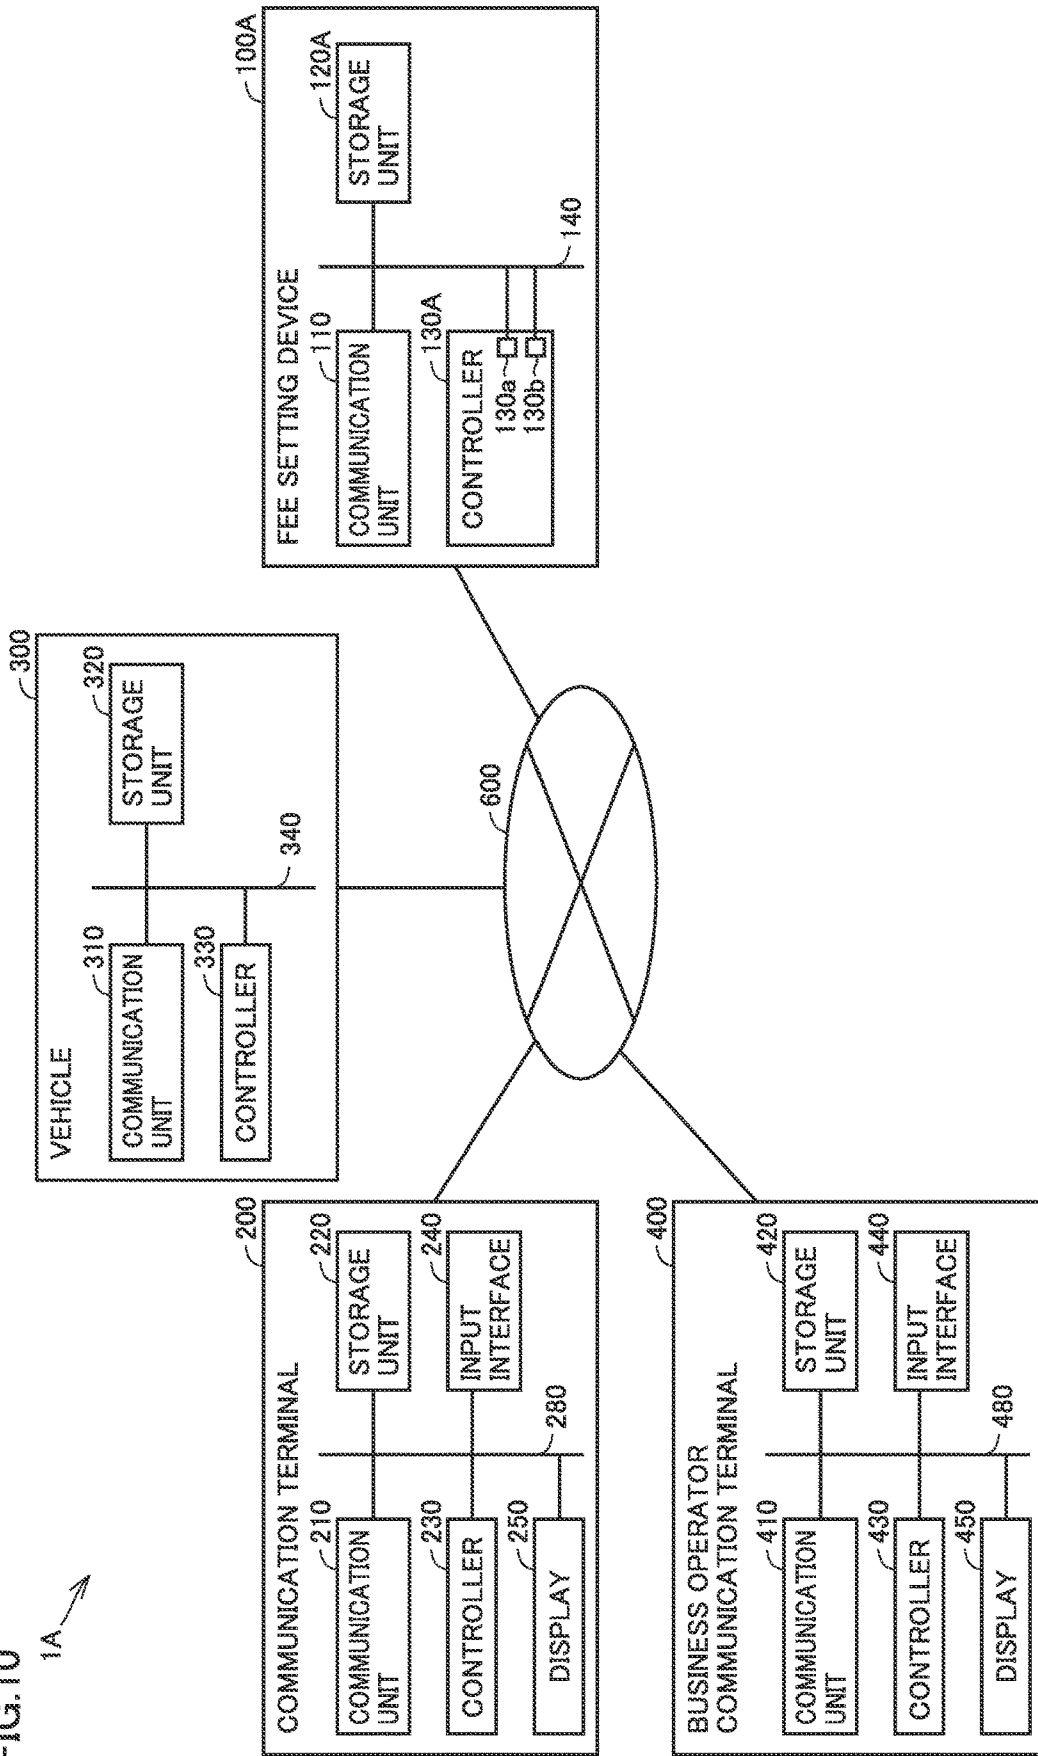 FIG.10
1A
COMMUNICATION TERMINAL
200
COMMUNICATION
UNIT
210
STORAGE
UNIT
220
CONTROLLER
230
INPUT
INTERFACE
240
DISPLAY
250
280
VEHICLE
300
COMMUNICATION
UNIT
310
STORAGE
UNIT
320
CONTROLLER
330
340
FEE SETTING DEVICE
100A
COMMUNICATION
UNIT
110
STORAGE
UNIT
120A
CONTROLLER
130A
130a
130b
140
600
BUSINESS OPERATOR
COMMUNICATION TERMINAL
400
COMMUNICATION
UNIT
410
STORAGE
UNIT
420
CONTROLLER
430
INPUT
INTERFACE
440
DISPLAY
450
480